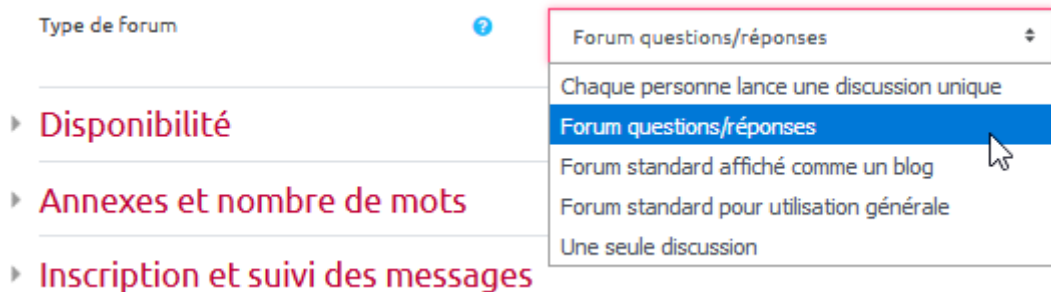 Type de forum
?
Forum questions/réponses
Chaque personne lance une discussion unique
Forum questions/réponses
Forum standard affiché comme un blog
Forum standard pour utilisation générale
Une seule discussion
Disponibilité
Annexes et nombre de mots
Inscription et suivi des messages